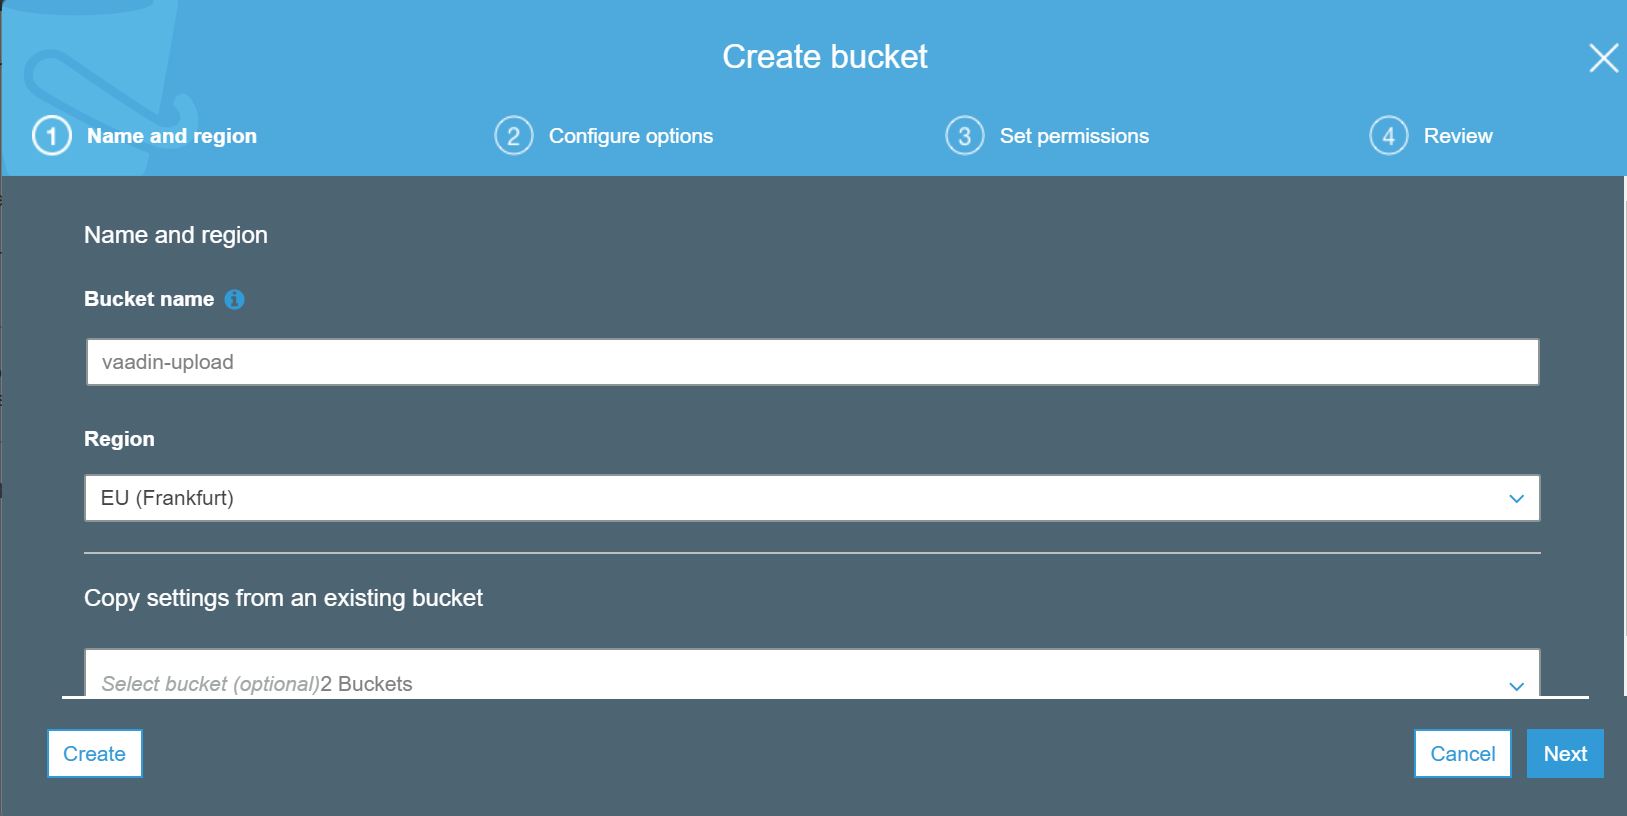 Create bucket
1 Name and region
2 Configure options
3 Set permissions
4 Review
Name and region
Bucket name
vaadin-upload
Region
EU (Frankfurt)
Copy settings from an existing bucket
Select bucket (optional)2 Buckets
Create
Cancel
Next